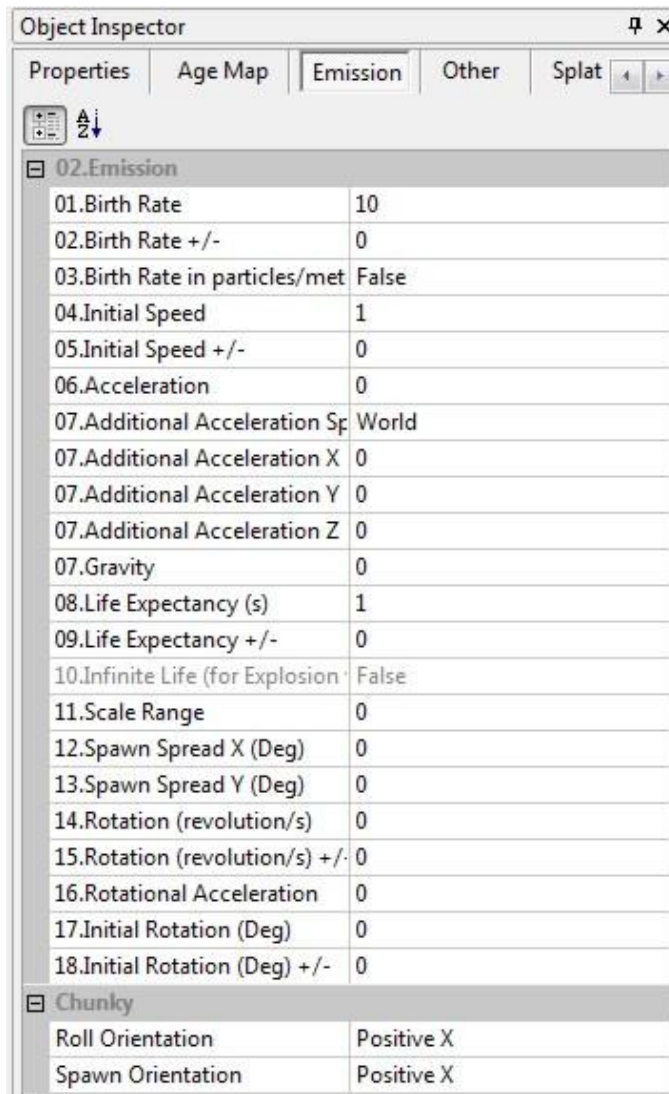 Object Inspector
Properties Age Map Emission Other Splat
02.Emission
01.Birth Rate 10
02.Birth Rate +/- 0
03.Birth Rate in particles/met False
04.Initial Speed 1
05.Initial Speed +/- 0
06.Acceleration 0
07.Additional Acceleration Sp World
07.Additional Acceleration X 0
07.Additional Acceleration Y 0
07.Additional Acceleration Z 0
07.Gravity 0
08.Life Expectancy (s) 1
09.Life Expectancy +/- 0
10.Infinite Life (for Explosion False
11.Scale Range 0
12.Spawn Spread X (Deg) 0
13.Spawn Spread Y (Deg) 0
14.Rotation (revolution/s) 0
15.Rotation (revolution/s) +/- 0
16.Rotational Acceleration 0
17.Initial Rotation (Deg) 0
18.Initial Rotation (Deg) +/- 0
Chunky
Roll Orientation Positive X
Spawn Orientation Positive X